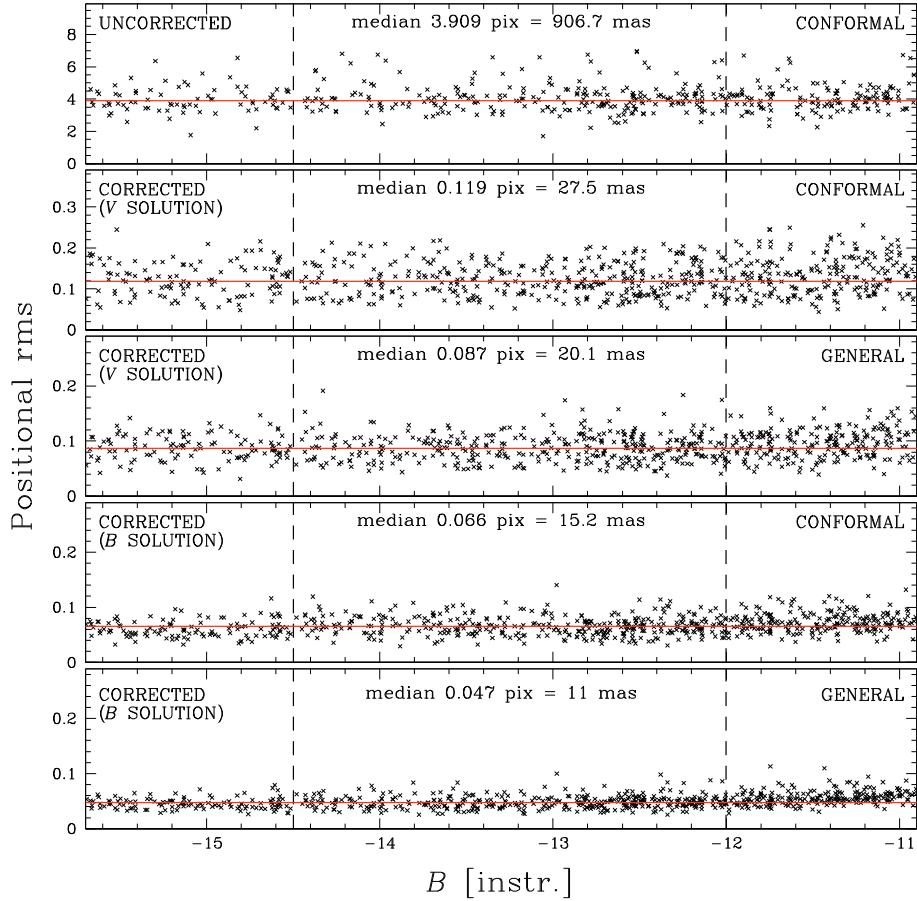 UNCORRECTED median 3.909 pix = 906.7 mas CONFORMAL
8
6
4
2
0
CORRECTED median 0.119 pix = 27.5 mas CONFORMAL
(V SOLUTION)
0.3
0.2
0.1
0
CORRECTED median 0.087 pix = 20.1 mas GENERAL
(V SOLUTION)
0.2
0.1
0
CORRECTED median 0.066 pix = 15.2 mas CONFORMAL
(B SOLUTION)
0.2
0.1
0
CORRECTED median 0.047 pix = 11 mas GENERAL
(B SOLUTION)
0.2
0.1
0
Positional rms
-15 -14 -13 -12 -11
B [instr.]